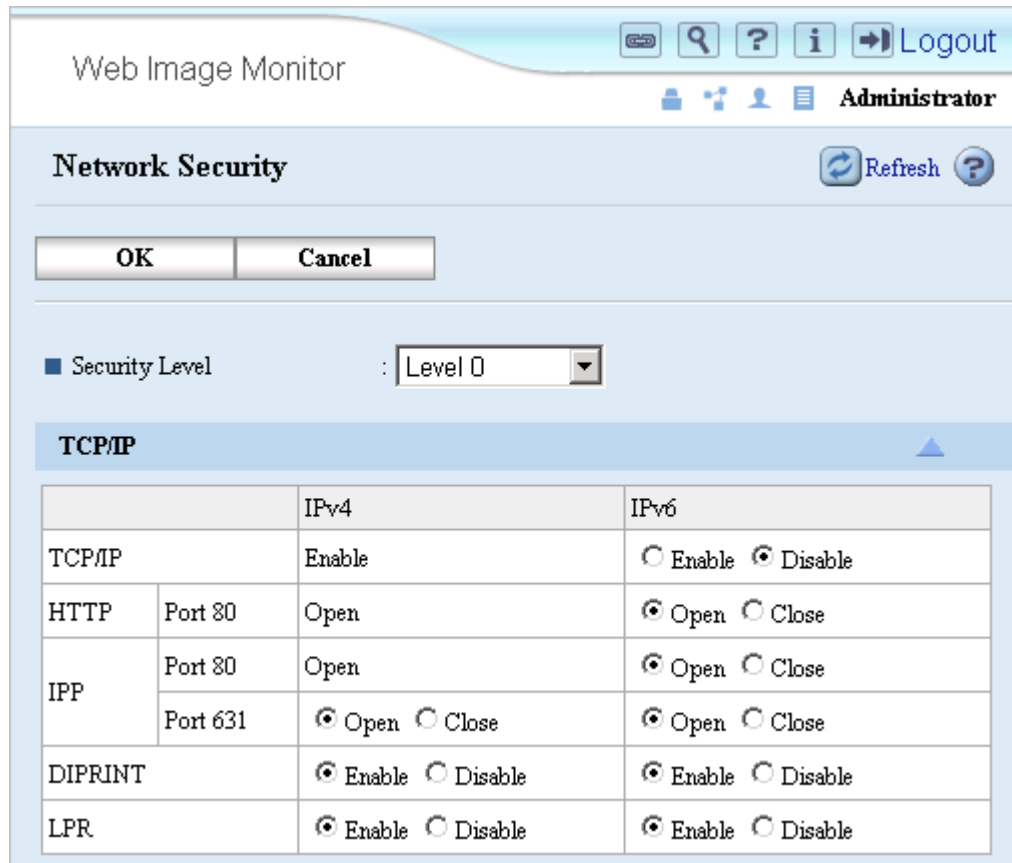 Web Image Monitor
? i Logout
Administrator
Network Security
Refresh ?
OK Cancel
Security Level : Level 0
TCP/IP
IPv4 IPv6
TCP/IP Enable Enable Disable
HTTP Port 80 Open Open Close
IPP Port 80 Open Open Close
Port 631 Open Close Open Close
DIPRINT Enable Disable Enable Disable
LPR Enable Disable Enable Disable